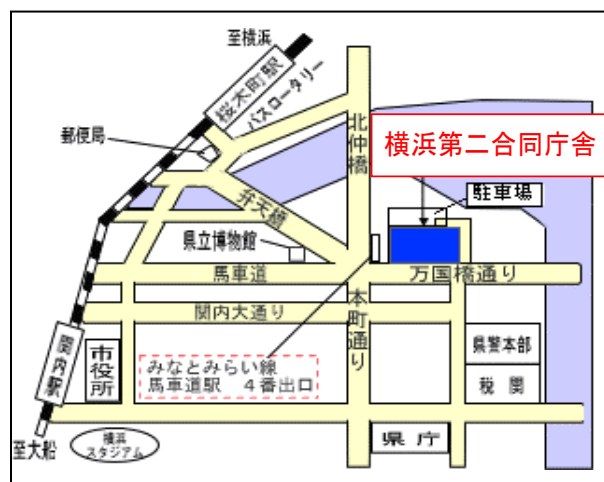 至横浜
桜木町駅
バスロータリー
郵便局
北仲橋
横浜第二合同庁舎
駐車場
弁天橋
県立博物館
馬車道
万国橋通り
関内大通り
本町通り
みなとみらい線
馬車道駅 4番出口
関内駅
市役所
県警本部
税関
至大船
横浜
スタジアム
県庁